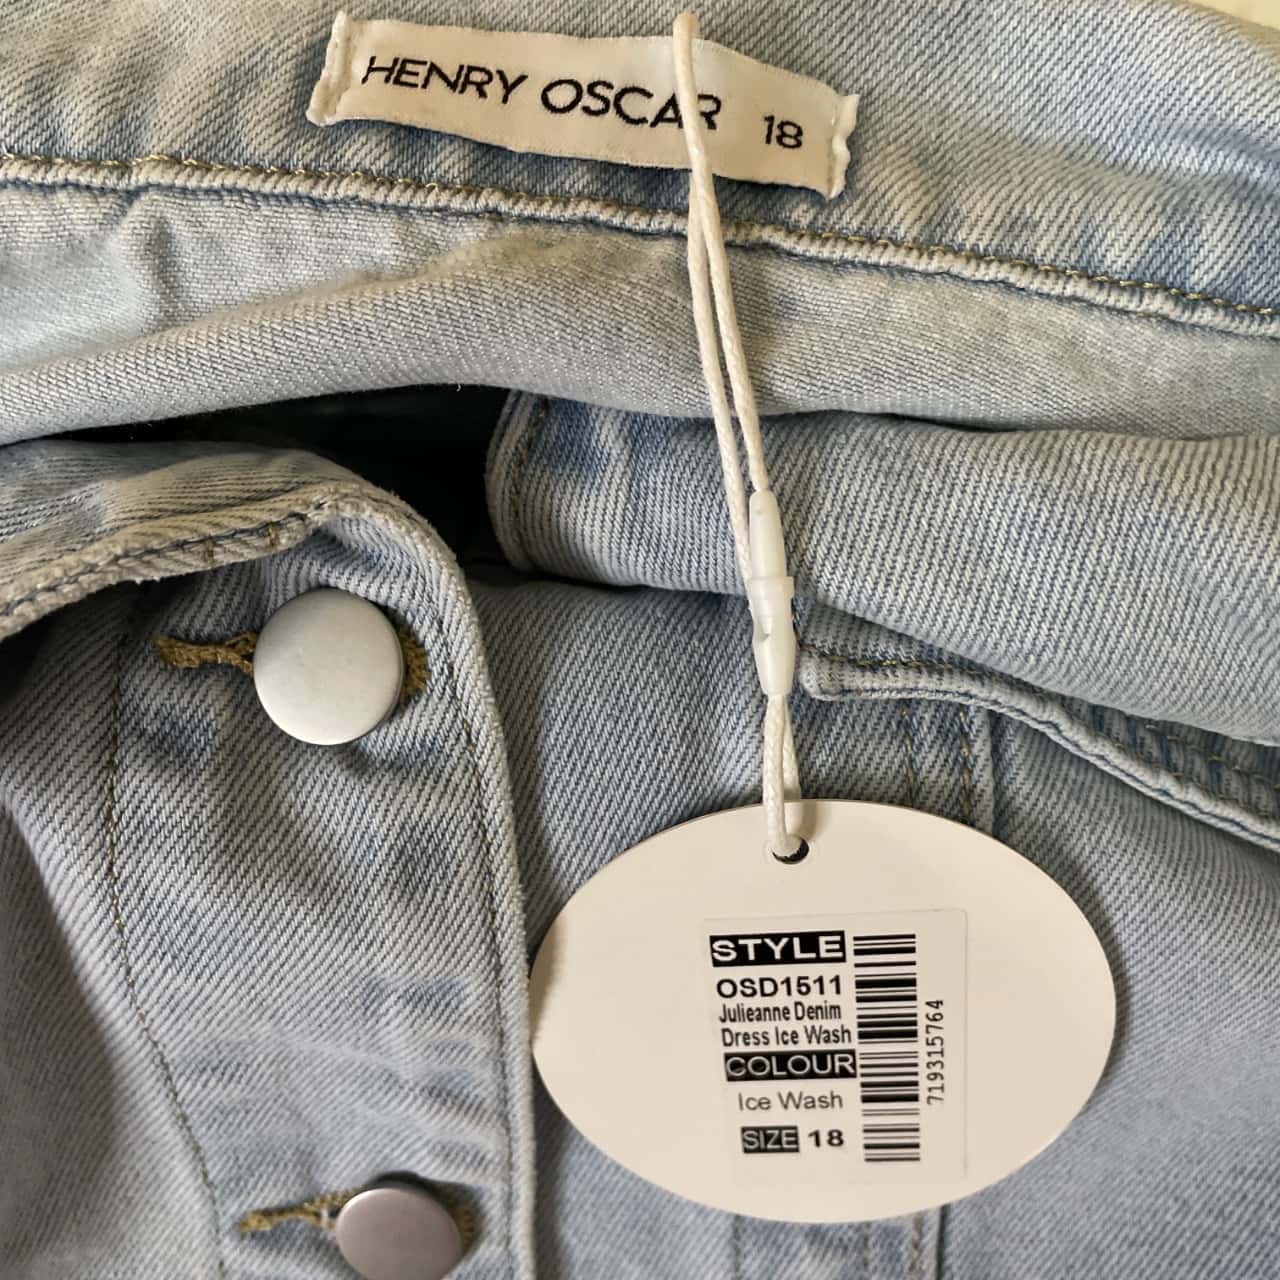 HENRY OSCAR 18
STYLE
OSD1511
Julieanne Denim
Dress Ice Wash
COLOUR
Ice Wash
SIZE 18
719315764